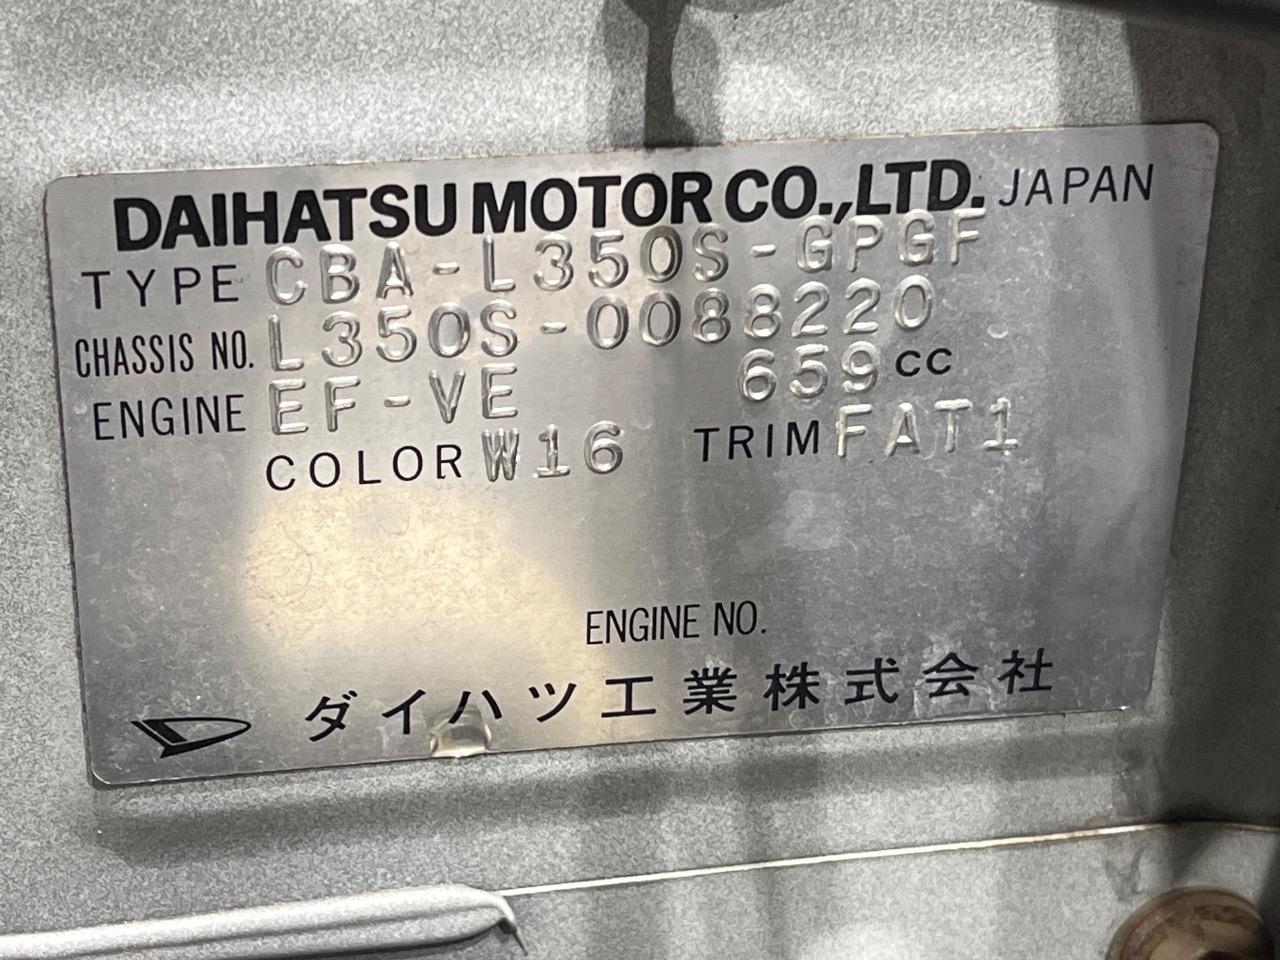 DAIHATSU MOTOR CO.,LTD. JAPAN
TYPE CBA-L350S-GPGF
CHASSIS NO. L350S-0088220
ENGINE EF-VE 659 CC
COLOR W16 TRIM FAT1
ENGINE NO.
ダイハツ工業株式会社